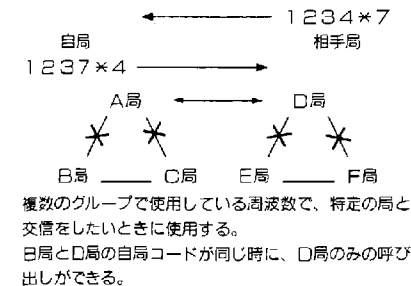 1234*7
自局 相手局
1237*4
A局 D局
B局 C局 E局 F局
複数のグループで使用している周波数で、特定の局と
交信をしたいときに使用する。
B局とD局の自局コードが同じ時に、D局のみの呼び
出しができる。